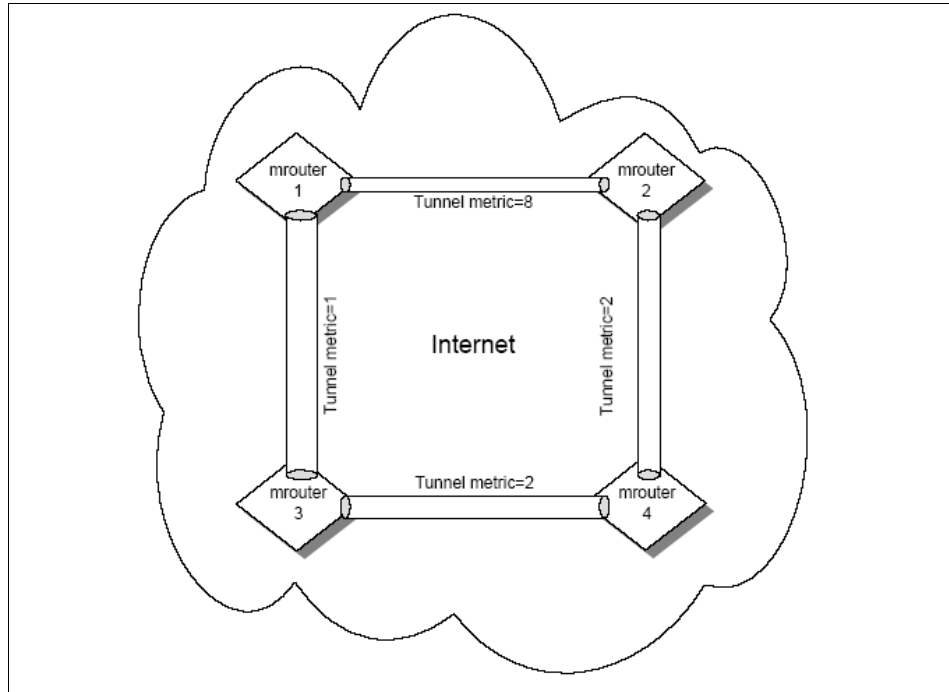 mrouter
1
mrouter
2
Tunnel metric=8
Tunnel metric=1
Internet
Tunnel metric=2
Tunnel metric=2
mrouter
3
mrouter
4